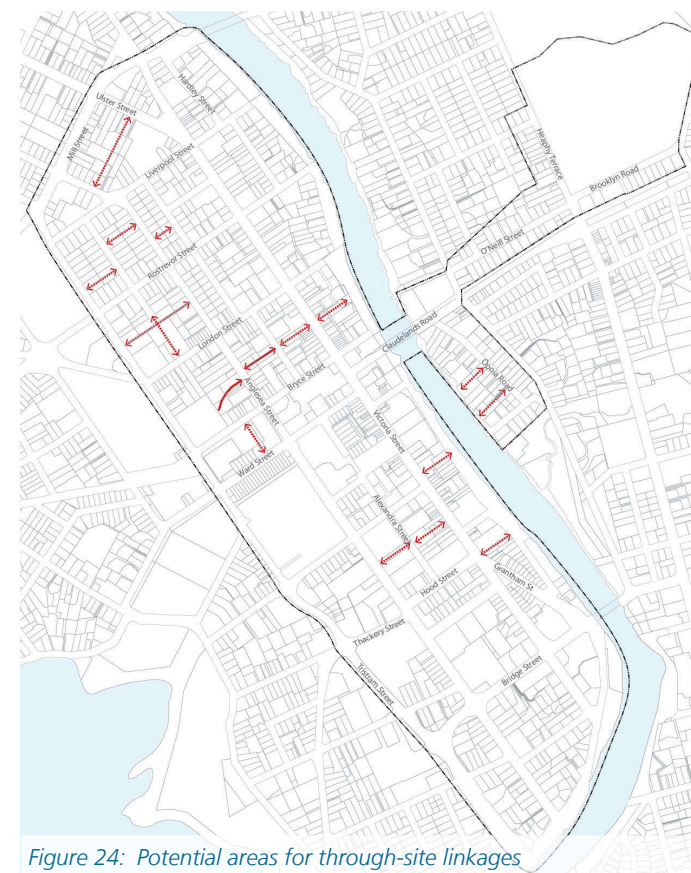 Hardley Street
Ulster Street
Mill Street
Liverpool Street
Heaphy Terrace
Brooklyn Road
O'Neill Street
Rostrevor Street
London Street
Claudelands Road
Bryce Street
Anglesea Street
Opoia Road
Victoria Street
Ward Street
Alexandra Street
Hood Street
Grantham St
Thackery Street
Bridge Street
Tristram Street
Figure 24: Potential areas for through-site linkages